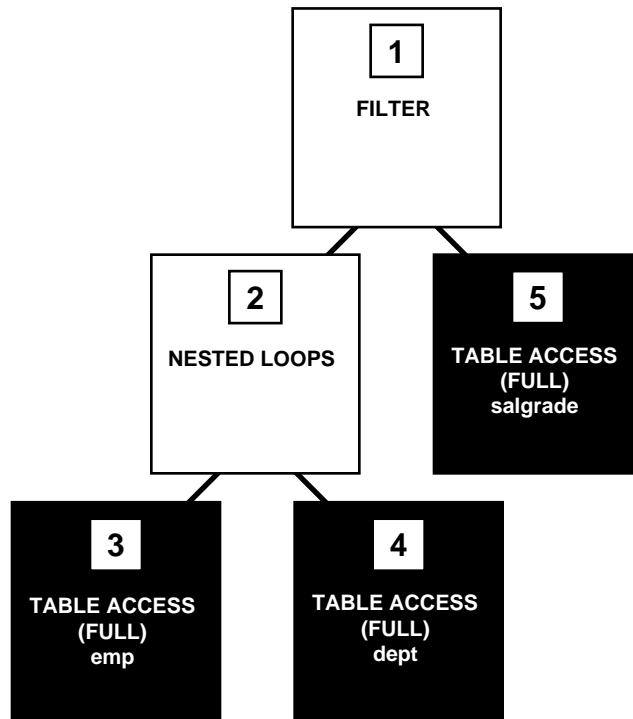 1
FILTER
2
NESTED LOOPS
5
TABLE ACCESS
(FULL)
salgrade
3
TABLE ACCESS
(FULL)
emp
4
TABLE ACCESS
(FULL)
dept